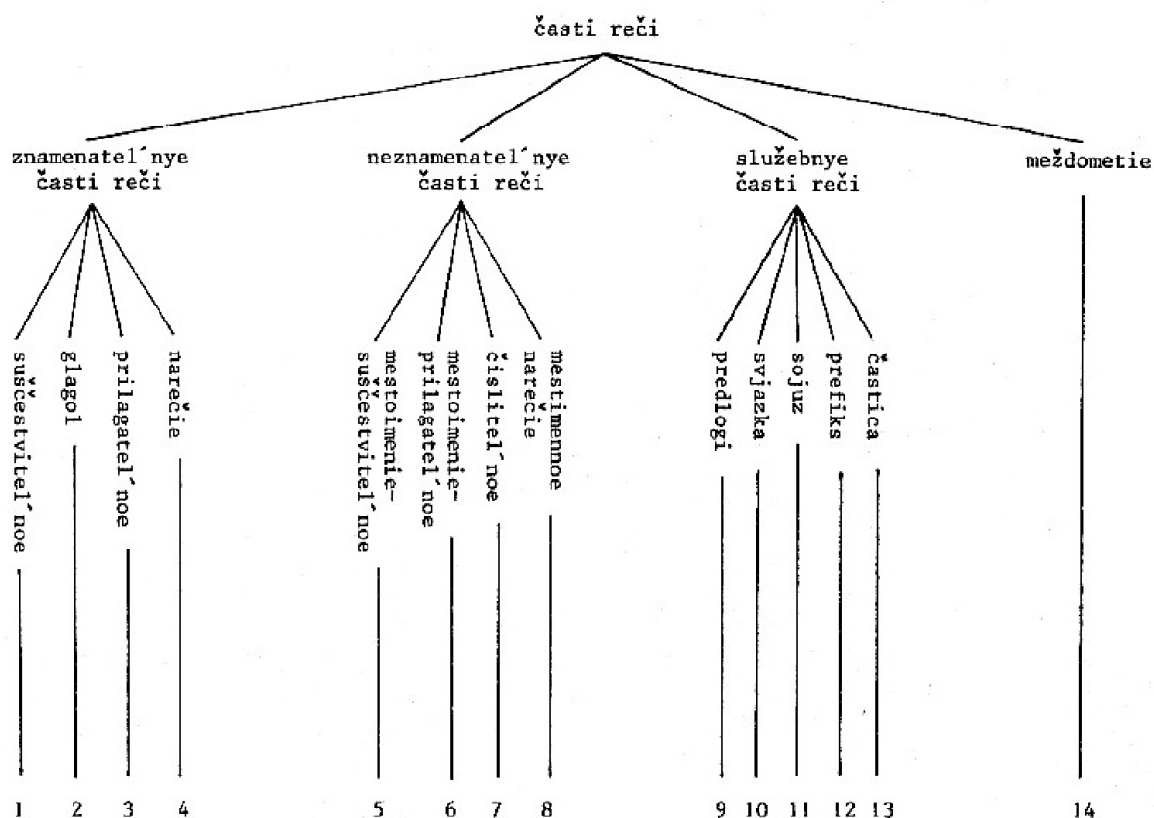 časti reči
znamenatel´nye
časti reči
neznamenatel´nye
časti reči
služebnye
časti reči
meždometie
suščestvitel´noe
glagol
prilagatel´noe
narečie
mestoimenie-
suščestvitel´noe
mestoimenie-
prilagatel´noe
čislitel´noe
mestimennoe
narečie
predlogi
svjazka
sojuz
prefiks
častica
1 2 3 4 5 6 7 8 9 10 11 12 13 14